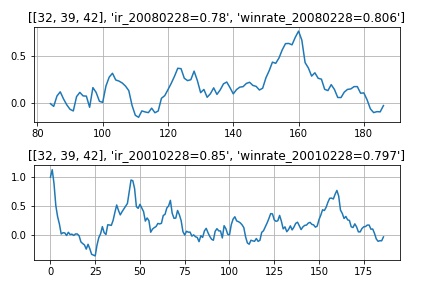 [[32, 39, 42], 'ir_20080228=0.78', 'winrate_20080228=0.806']
0.5
0.0
80 100 120 140 160 180
[[32, 39, 42], 'ir_20010228=0.85', 'winrate_20010228=0.797']
1.0
0.5
0.0
0 25 50 75 100 125 150 175